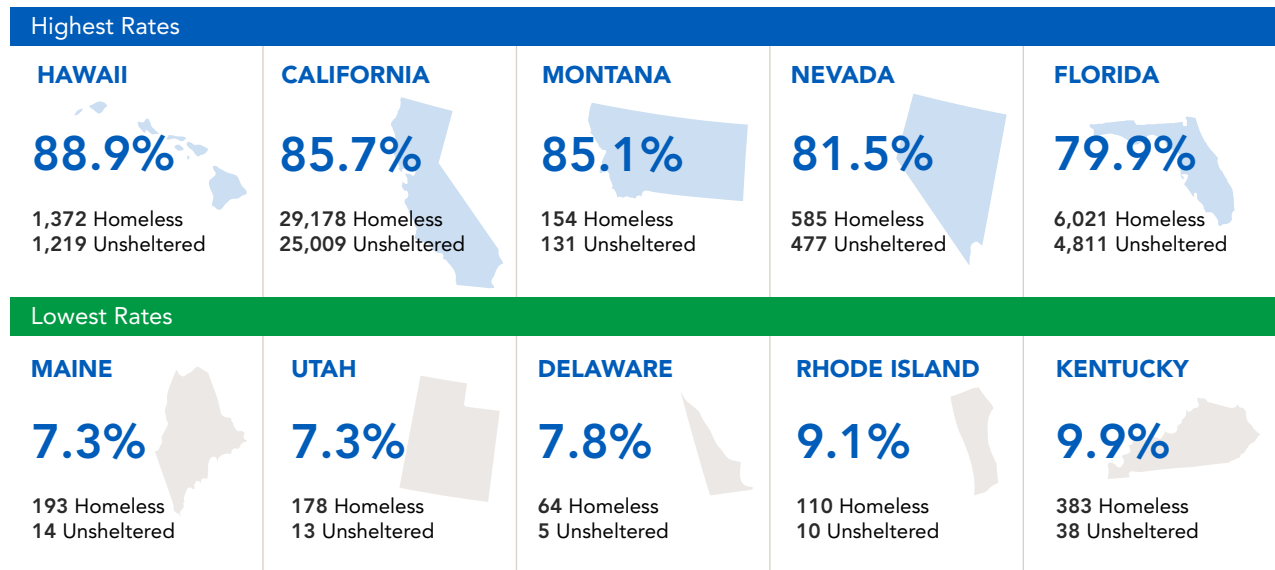 Highest Rates
HAWAII
88.9%
1,372 Homeless
1,219 Unsheltered
CALIFORNIA
85.7%
29,178 Homeless
25,009 Unsheltered
MONTANA
85.1%
154 Homeless
131 Unsheltered
NEVADA
81.5%
585 Homeless
477 Unsheltered
FLORIDA
79.9%
6,021 Homeless
4,811 Unsheltered
Lowest Rates
MAINE
7.3%
193 Homeless
14 Unsheltered
UTAH
7.3%
178 Homeless
13 Unsheltered
DELAWARE
7.8%
64 Homeless
5 Unsheltered
RHODE ISLAND
9.1%
110 Homeless
10 Unsheltered
KENTUCKY
9.9%
383 Homeless
38 Unsheltered